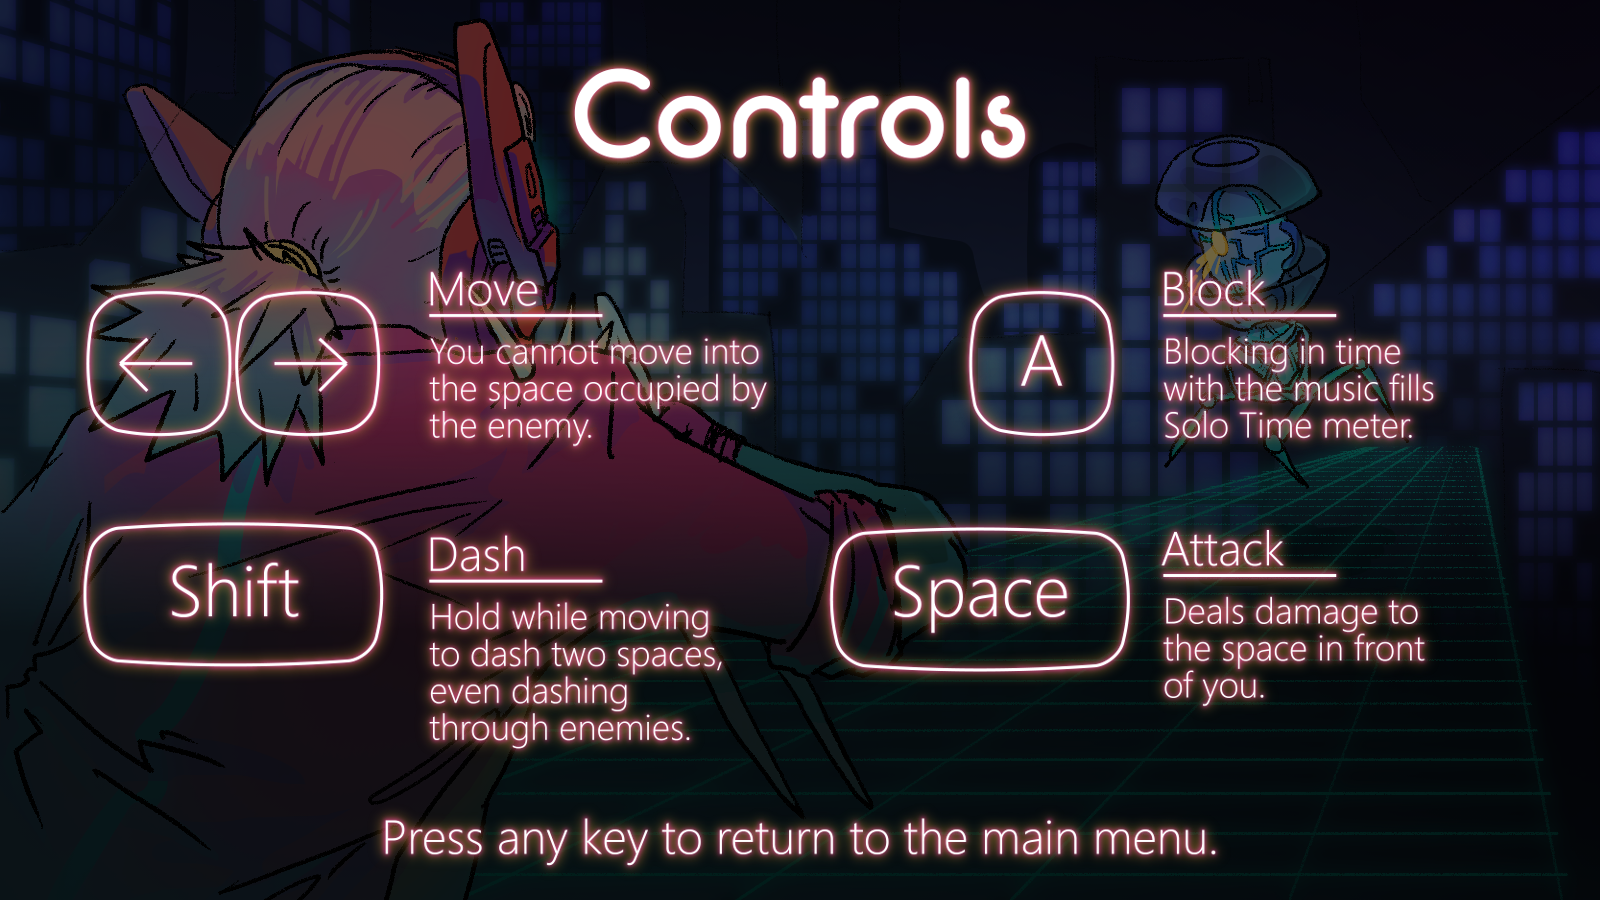 Controls
← →
Move
You cannot move into
the space occupied by
the enemy.
A
Block
Blocking in time
with the music fills
Solo Time meter.
Shift
Dash
Hold while moving
to dash two spaces,
even dashing
through enemies.
Space
Attack
Deals damage to
the space in front
of you.
Press any key to return to the main menu.